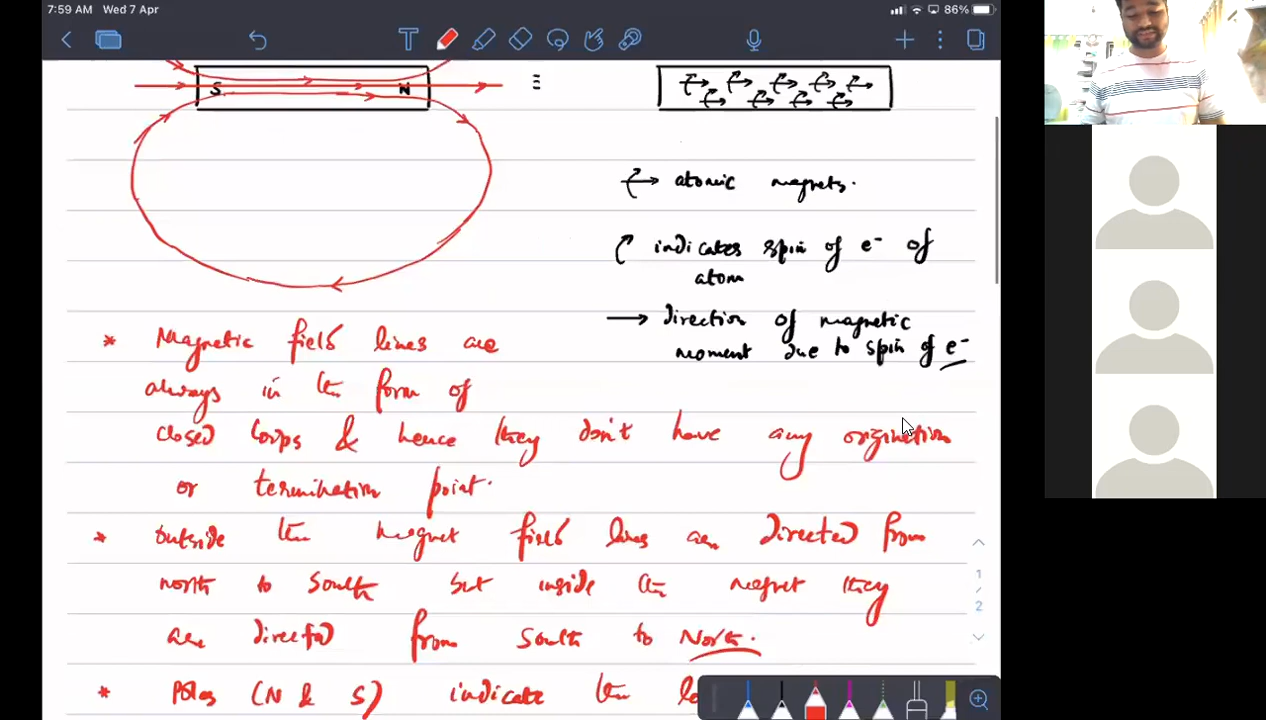 7:59 AM Wed 7 Apr
86%
T
S
N
≡
atomic magnets.
indicates spin of e⁻ of
atom
→ direction of magnetic
moment due to spin of e⁻
* Magnetic field lines are
always in the form of
closed loops & hence they don't have any origination
or termination point.
* Outside the magnet field lines are directed from
north to south but inside the magnet they
are directed from south to North.
* Poles (N & S) indicate the
1
/
2